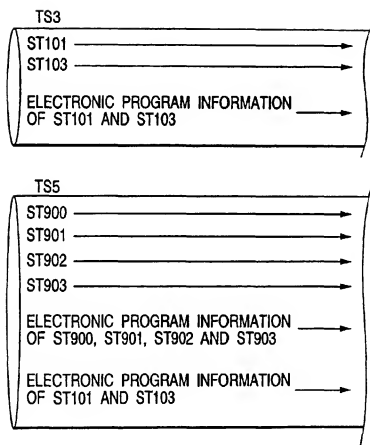 TS3
ST101
ST103
ELECTRONIC PROGRAM INFORMATION
OF ST101 AND ST103
TS5
ST900
ST901
ST902
ST903
ELECTRONIC PROGRAM INFORMATION
OF ST900, ST901, ST902 AND ST903
ELECTRONIC PROGRAM INFORMATION
OF ST101 AND ST103